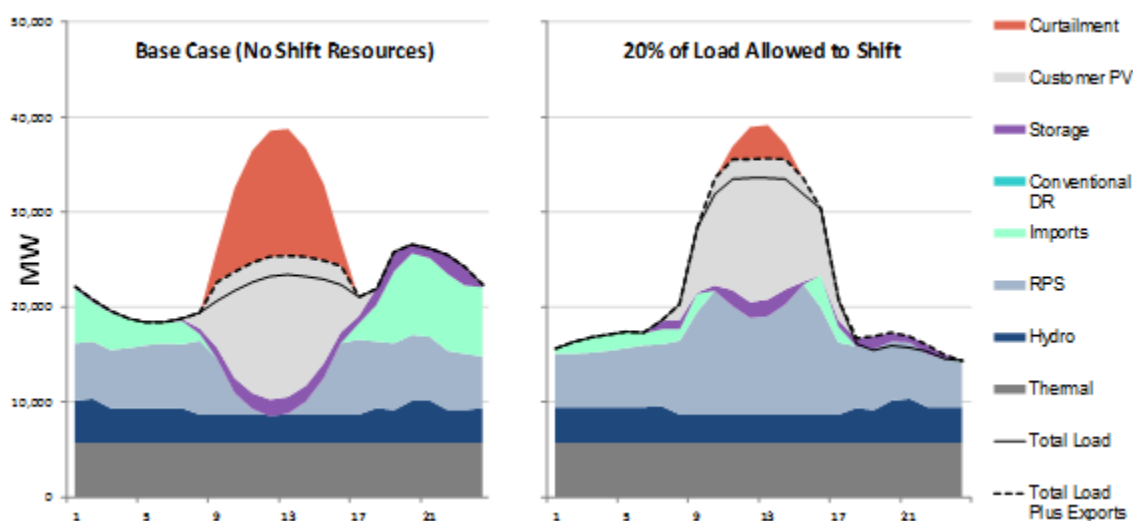 50,000
40,000
30,000
20,000
10,000
0
MW
Base Case (No Shift Resources)
1
5
9
13
17
21
20% of Load Allowed to Shift
1
5
9
13
17
21
Curtailment
Customer PV
Storage
Conventional
DR
Imports
RPS
Hydro
Thermal
Total Load
Total Load
Plus Exports